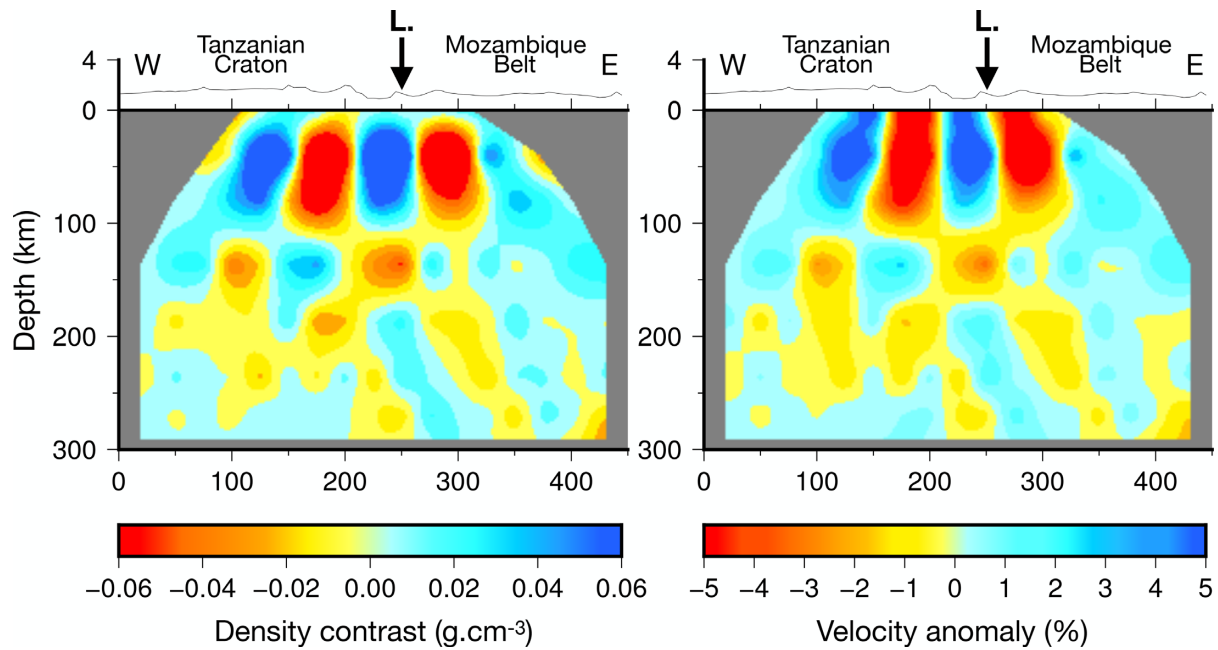 L.
L.
Tanzanian
Craton
Mozambique
Belt
Tanzanian
Craton
Mozambique
Belt
4
W
E
W
E
4
0
0
Depth (km)
100
100
200
200
300
300
0 100 200 300 400
0 100 200 300 400
−0.06 −0.04 −0.02 0.00 0.02 0.04 0.06
−5 −4 −3 −2 −1 0 1 2 3 4 5
Density contrast (g.cm-3)
Velocity anomaly (%)